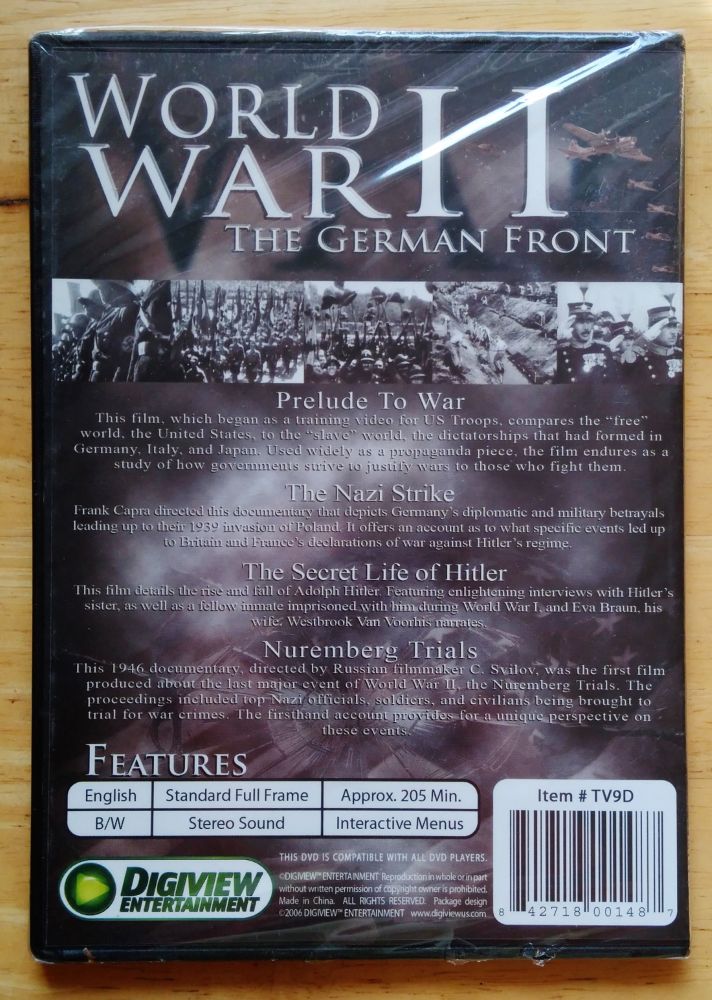 WORLD
WAR II
THE GERMAN FRONT
Prelude To War
This film, which began as a training video for US Troops, compares the “free”
world, the United States, to the “slave” world, the dictatorships that had formed in
Germany, Italy, and Japan. Used widely as a propaganda piece, the film endures as a
study of how governments strive to justify wars to those who fight them.
The Nazi Strike
Frank Capra directed this documentary that depicts Germany’s diplomatic and military betrayals
leading up to their 1939 invasion of Poland. It offers an account as to what specific events led up
to Britain and France’s declarations of war against Hitler’s regime.
The Secret Life of Hitler
This film details the rise and fall of Adolph Hitler. Featuring enlightening interviews with Hitler’s
sister, as well as a fellow inmate imprisoned with him during World War I, and Eva Braun, his
wife. Westbrook Van Voorhis narrates.
Nuremberg Trials
This 1946 documentary, directed by Russian filmmaker C. Svilov, was the first film
produced about the last major event of World War II, the Nuremberg Trials. The
proceedings included top Nazi officials, soldiers, and civilians being brought to
trial for war crimes. The firsthand account provides for a unique perspective on
these events.
FEATURES
English Standard Full Frame Approx. 205 Min.
B/W Stereo Sound Interactive Menus
Item # TV9D
8 42718 00148 7
DIGIVIEW
ENTERTAINMENT
THIS DVD IS COMPATIBLE WITH ALL DVD PLAYERS.
©DIGIVIEW™ ENTERTAINMENT Reproduction in whole or in part
without written permission of copyright owner is prohibited.
Made in China. ALL RIGHTS RESERVED. Package design
©2006 DIGIVIEW™ ENTERTAINMENT www.digiviewus.com